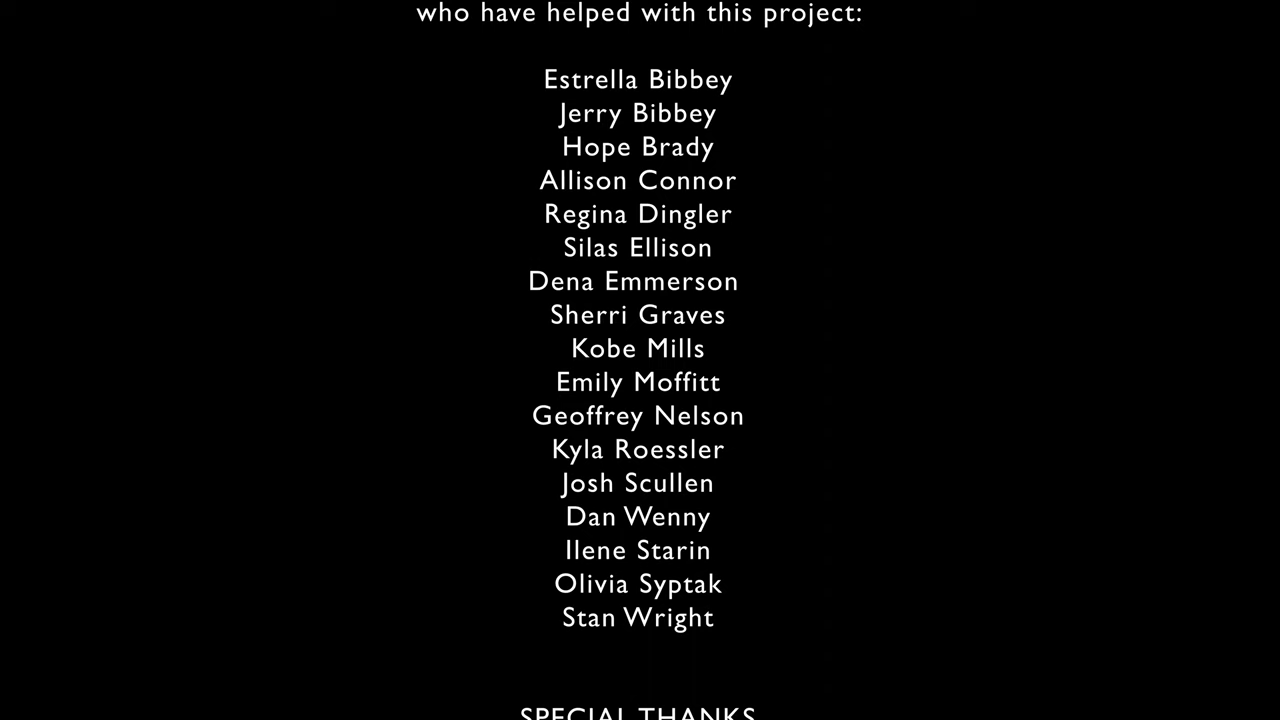 who have helped with this project:
Estrella Bibbey
Jerry Bibbey
Hope Brady
Allison Connor
Regina Dingler
Silas Ellison
Dena Emmerson
Sherri Graves
Kobe Mills
Emily Moffitt
Geoffrey Nelson
Kyla Roessler
Josh Scullen
Dan Wenny
Ilene Starin
Olivia Syptak
Stan Wright
SPECIAL THANKS